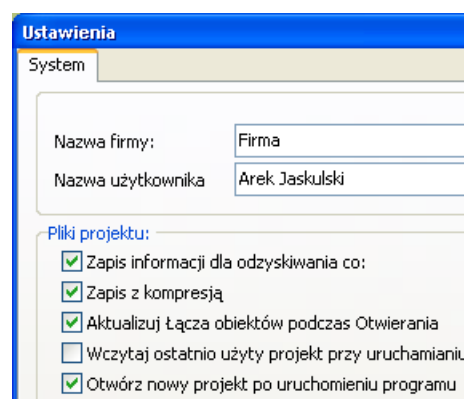 Ustawienia
System
Nazwa firmy: Firma
Nazwa użytkownika Arek Jaskulski
Pliki projektu:
Zapis informacji dla odzyskiwania co:
Zapis z kompresją
Aktualizuj Łącza obiektów podczas Otwierania
Wczytaj ostatnio użyty projekt przy uruchamianiu
Otwórz nowy projekt po uruchomieniu programu